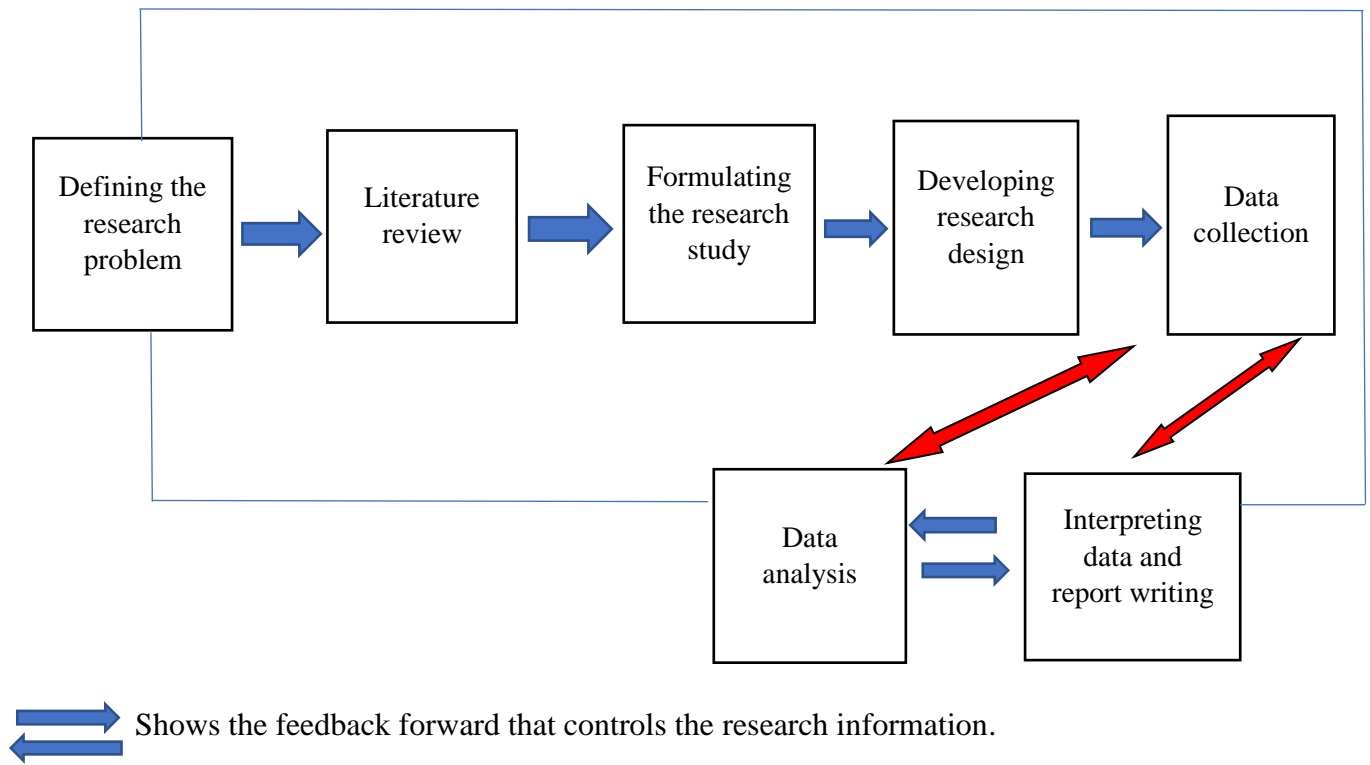 Defining the
research
problem
Literature
review
Formulating
the research
study
Developing
research
design
Data
collection
Data
analysis
Interpreting
data and
report writing
Shows the feedback forward that controls the research information.